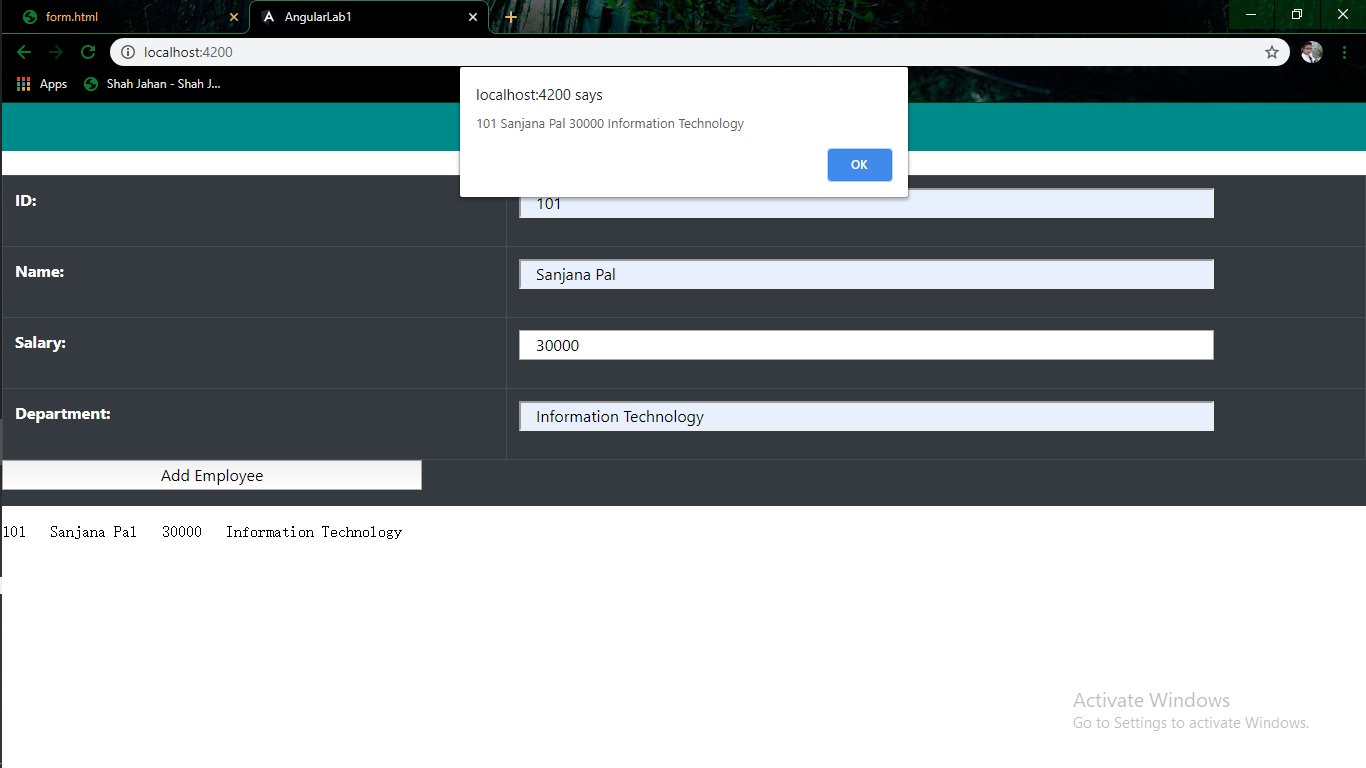 form.html
AngularLab1
localhost:4200
Apps
Shah Jahan - Shah J...
localhost:4200 says
101 Sanjana Pal 30000 Information Technology
OK
ID:
101
Name:
Sanjana Pal
Salary:
30000
Department:
Information Technology
Add Employee
101 Sanjana Pal 30000 Information Technology
Activate Windows
Go to Settings to activate Windows.